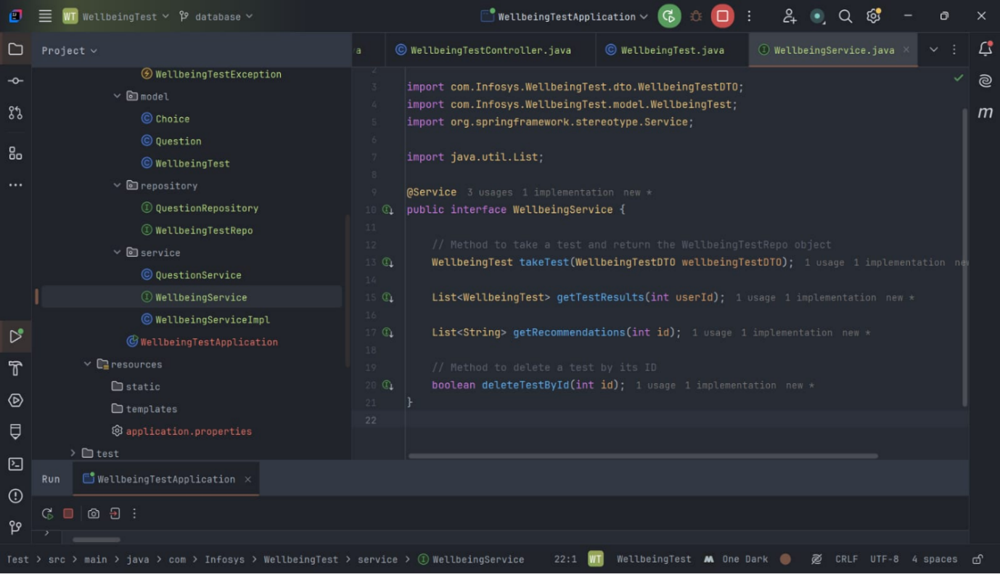 WT WellbeingTest database WellbeingTestApplication
Project
WellbeingTestException
model
Choice
Question
WellbeingTest
repository
QuestionRepository
WellbeingTestRepo
service
QuestionService
WellbeingService
WellbeingServiceImpl
WellbeingTestApplication
resources
static
templates
application.properties
test
a WellbeingTestController.java WellbeingTest.java WellbeingService.java
2
3 import com.Infosys.WellbeingTest.dto.WellbeingTestDTO;
4 import com.Infosys.WellbeingTest.model.WellbeingTest;
5 import org.springframework.stereotype.Service;
6
7 import java.util.List;
8
9 @Service 3 usages 1 implementation new *
10 public interface WellbeingService {
11
12 // Method to take a test and return the WellbeingTestRepo object
13 WellbeingTest takeTest(WellbeingTestDTO wellbeingTestDTO); 1 usage 1 implementation new
14
15 List<WellbeingTest> getTestResults(int userId); 1 usage 1 implementation new *
16
17 List<String> getRecommendations(int id); 1 usage 1 implementation new *
18
19 // Method to delete a test by its ID
20 boolean deleteTestById(int id); 1 usage 1 implementation new *
21 }
22
m
Run WellbeingTestApplication
Test > src > main > java > com > Infosys > WellbeingTest > service > WellbeingService 22:1 WT WellbeingTest One Dark CRLF UTF-8 4 spaces